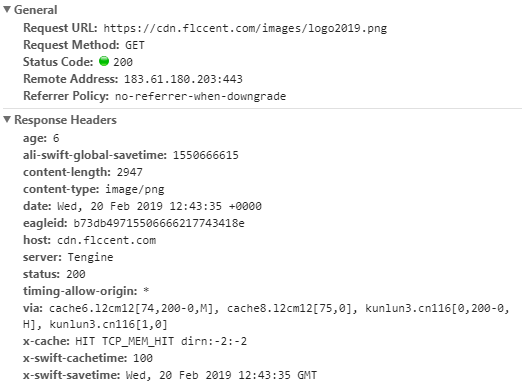 General
Request URL: https://cdn.flccent.com/images/logo2019.png
Request Method: GET
Status Code: 200
Remote Address: 183.61.180.203:443
Referrer Policy: no-referrer-when-downgrade
Response Headers
age: 6
ali-swift-global-savetime: 1550666615
content-length: 2947
content-type: image/png
date: Wed, 20 Feb 2019 12:43:35 +0000
eagleid: b73db49715506666217743418e
host: cdn.flccent.com
server: Tengine
status: 200
timing-allow-origin: *
via: cache6.l2cm12[74,200-0,M], cache8.l2cm12[75,0], kunlun3.cn116[0,200-0,
H], kunlun3.cn116[1,0]
x-cache: HIT TCP_MEM_HIT dirn:-2:-2
x-swift-cachetime: 100
x-swift-savetime: Wed, 20 Feb 2019 12:43:35 GMT